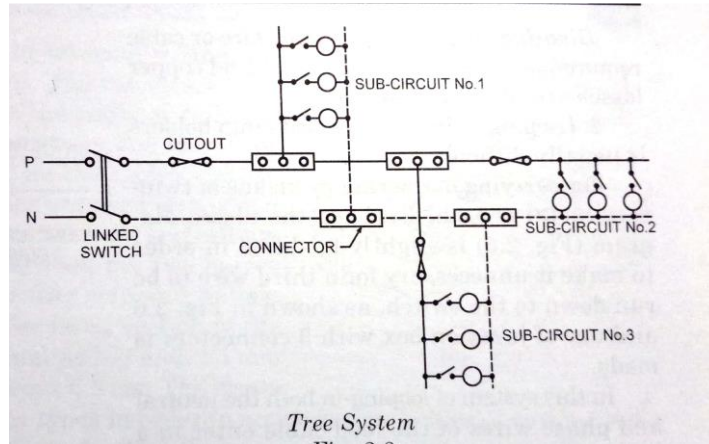 SUB-CIRCUIT No.1
CUTOUT
P
N
SUB-CIRCUIT No.2
LINKED
SWITCH
CONNECTOR
SUB-CIRCUIT No.3
Tree System